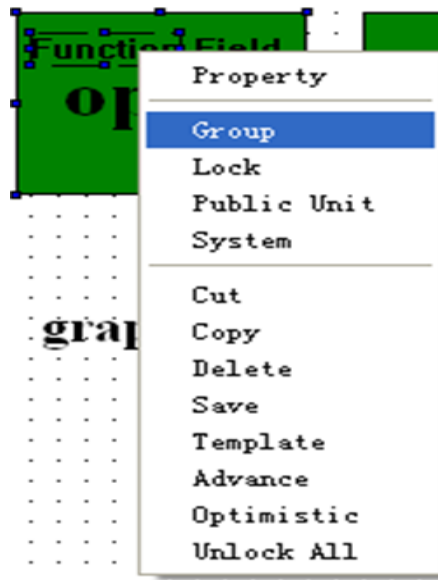 Function Field
op
Property
Group
Lock
Public Unit
System
Cut
grap
Copy
Delete
Save
Template
Advance
Optimistic
Unlock All